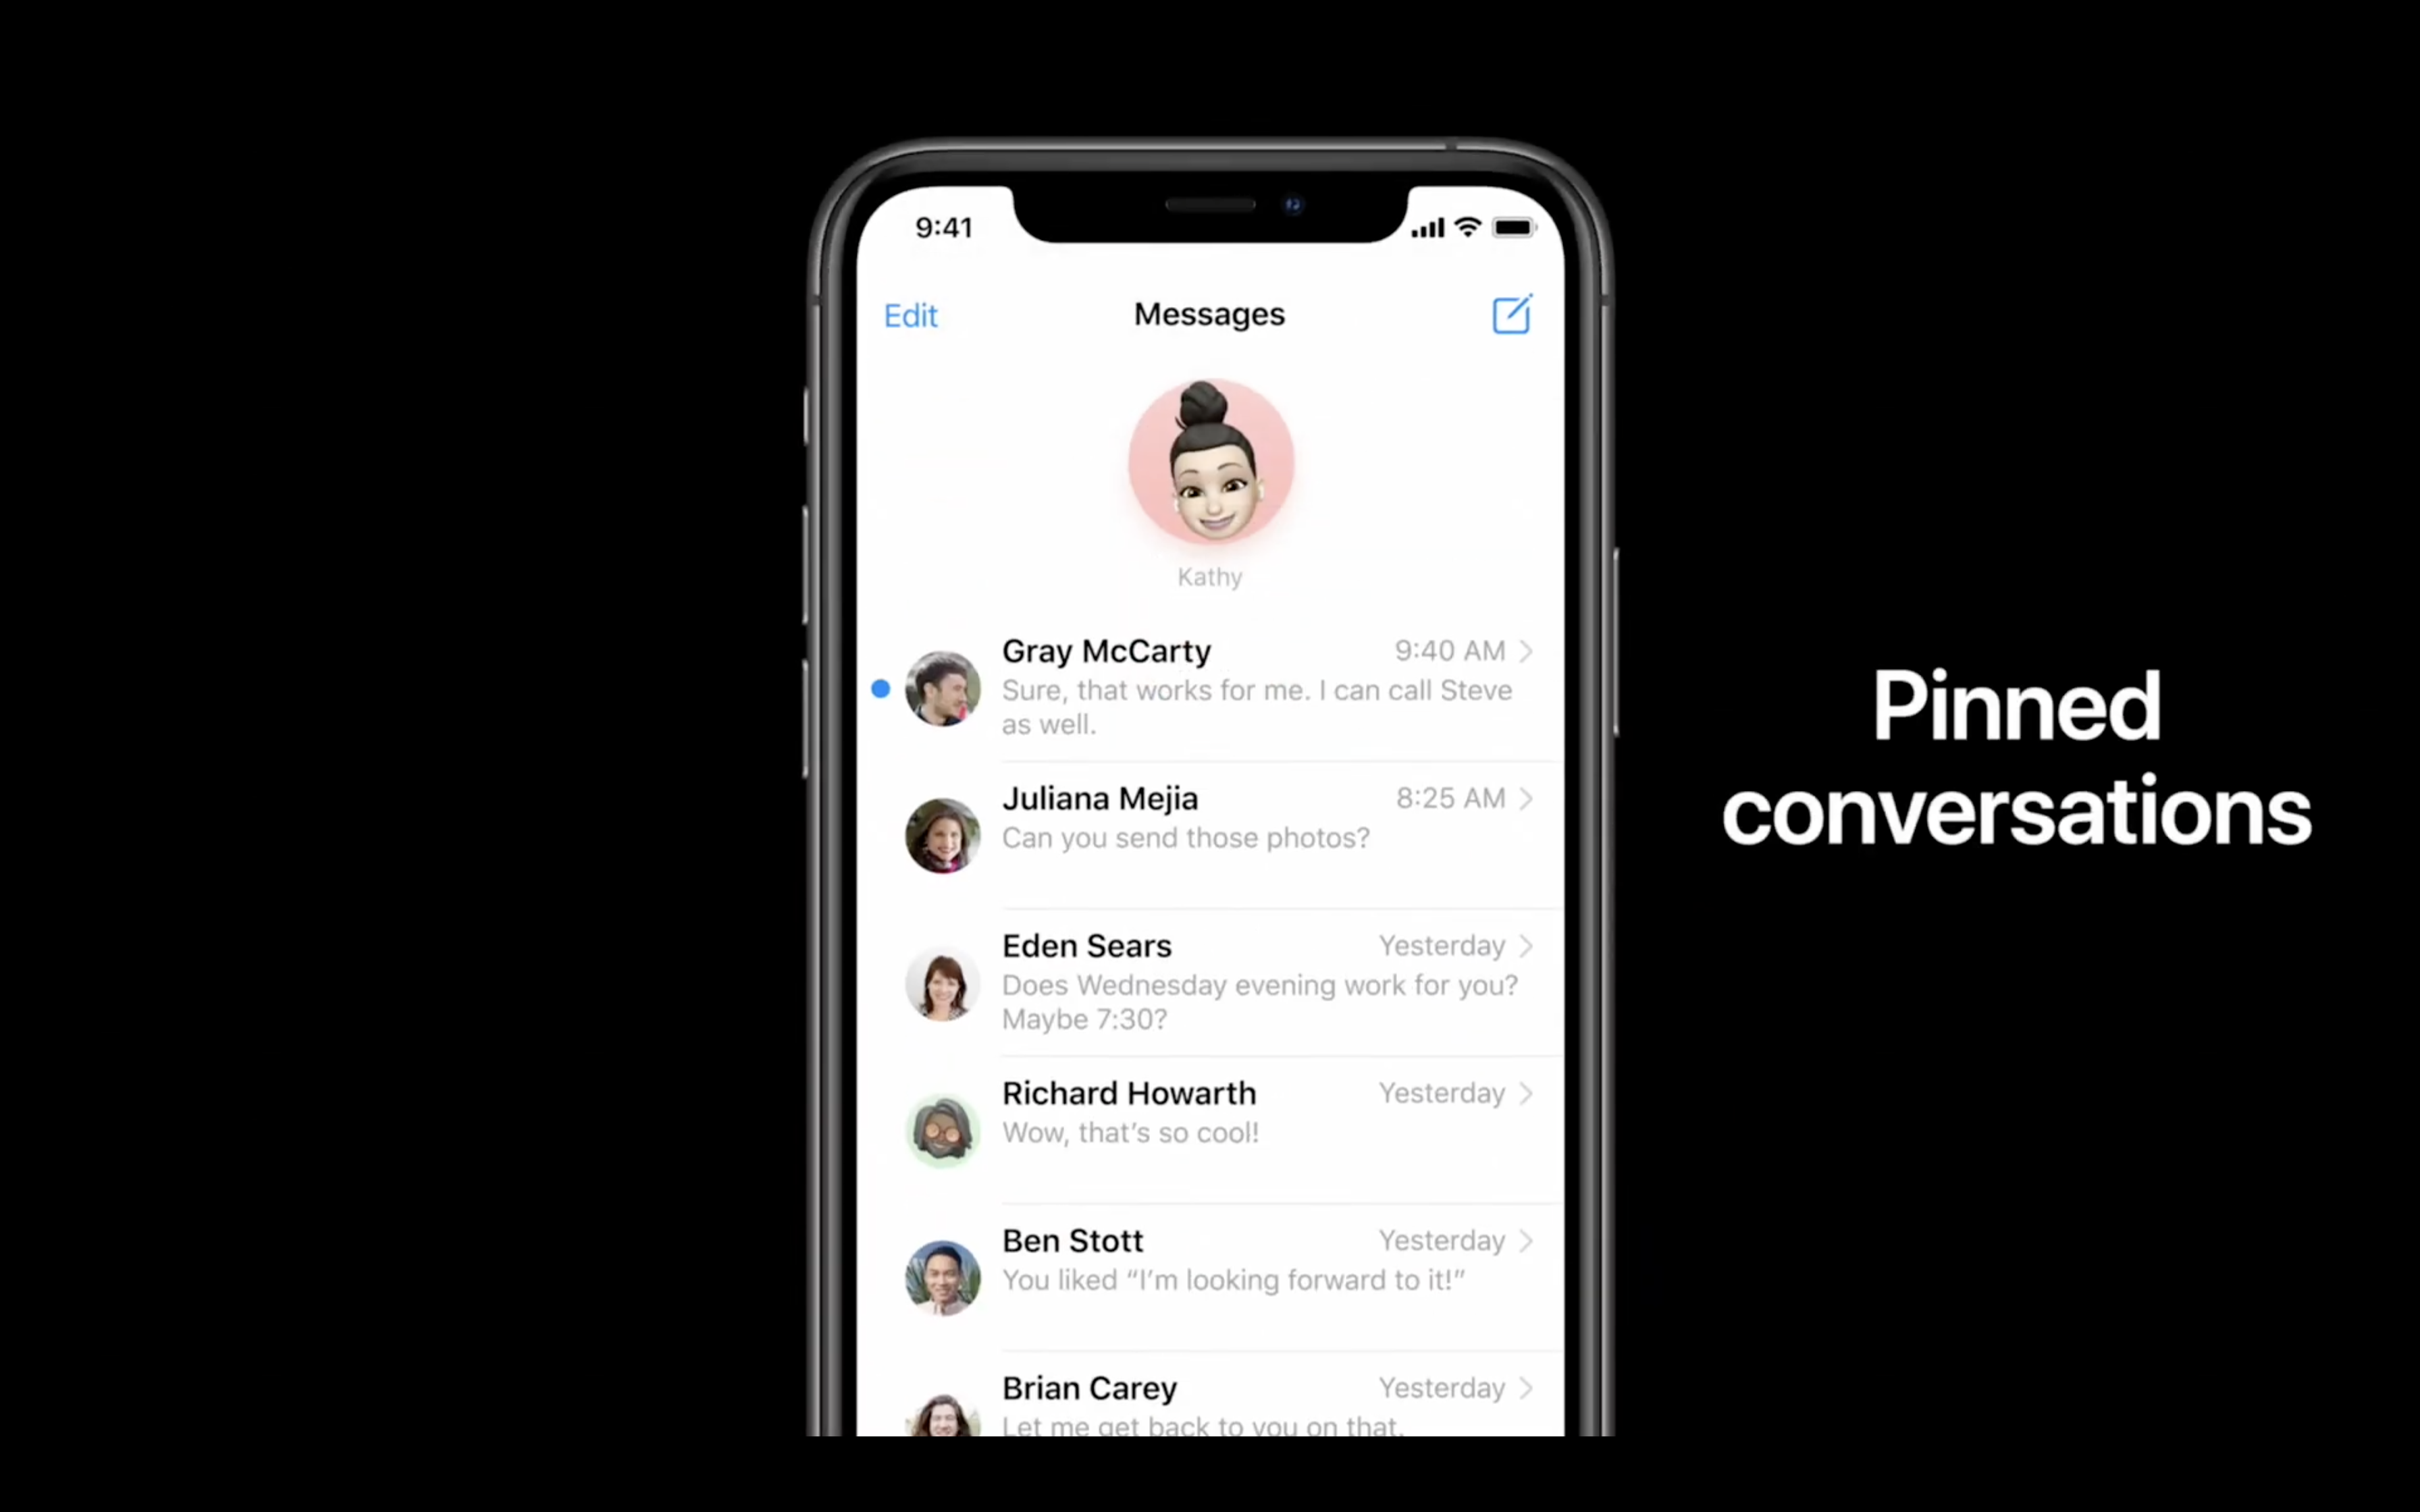 9:41
Edit
Messages
Kathy
Gray McCarty
9:40 AM
Sure, that works for me. I can call Steve
as well.
Juliana Mejia
8:25 AM
Can you send those photos?
Eden Sears
Yesterday
Does Wednesday evening work for you?
Maybe 7:30?
Richard Howarth
Yesterday
Wow, that’s so cool!
Ben Stott
Yesterday
You liked “I’m looking forward to it!”
Brian Carey
Yesterday
Let me get back to you on that.
Pinned
conversations